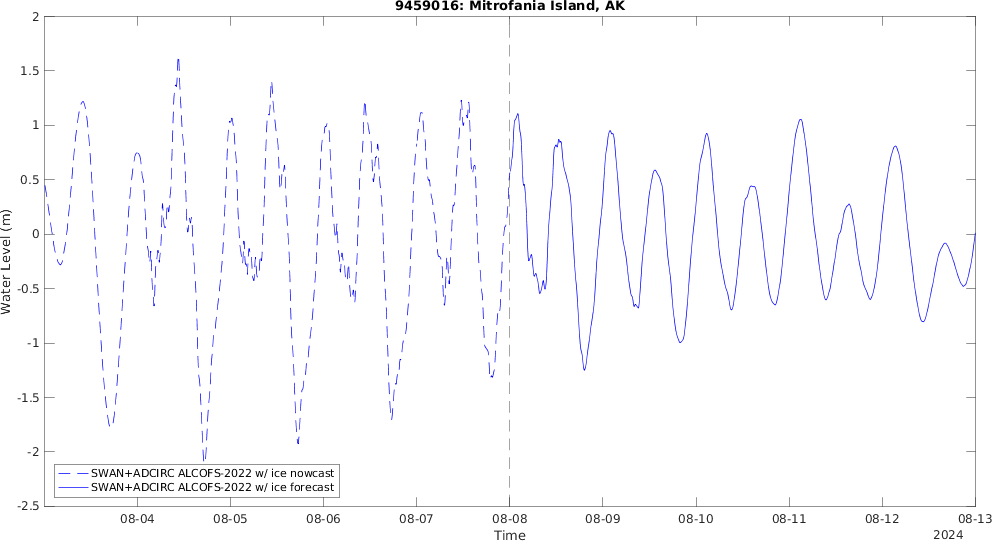 9459016: Mitrofania Island, AK
Water Level (m)
2
1.5
1
0.5
0
-0.5
-1
-1.5
-2
-2.5
SWAN+ADCIRC ALCOFS-2022 w/ ice nowcast
SWAN+ADCIRC ALCOFS-2022 w/ ice forecast
08-04 08-05 08-06 08-07 08-08 08-09 08-10 08-11 08-12 08-13
Time
2024